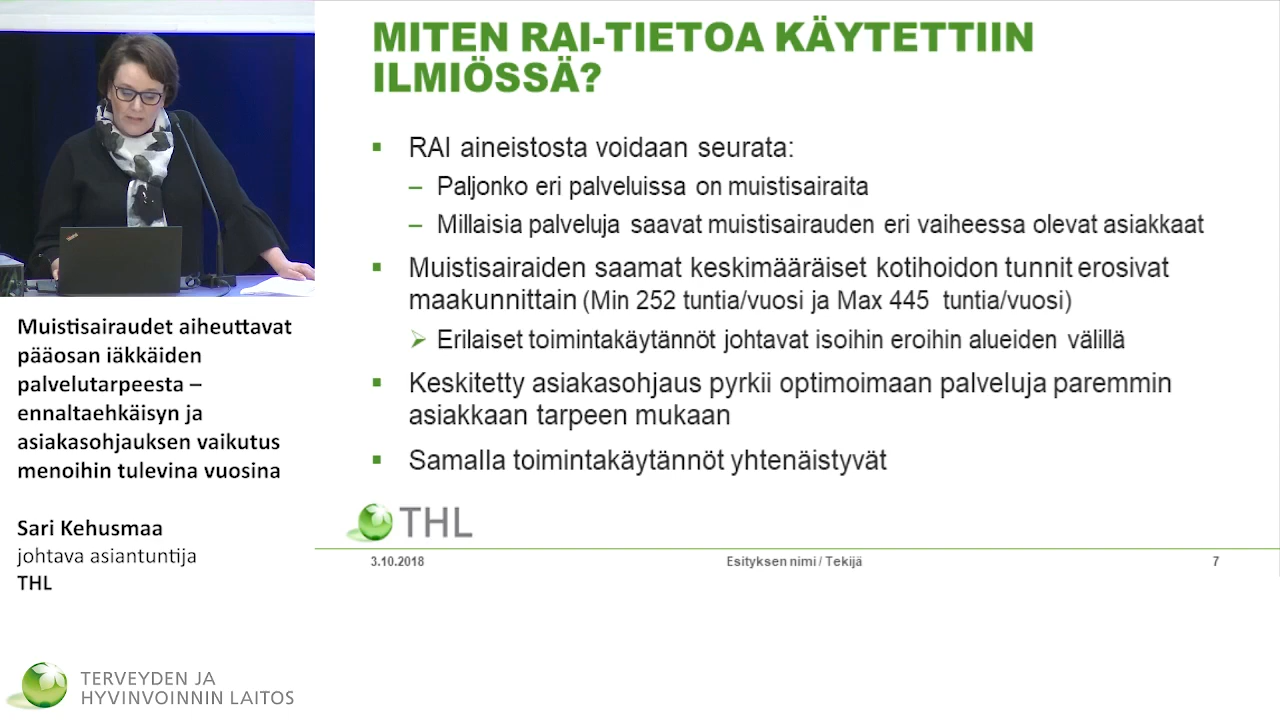 MITEN RAI-TIETOA KÄYTETTIIN
ILMIÖSSÄ?
RAI aineistosta voidaan seurata:
– Paljonko eri palveluissa on muistisairaita
– Millaisia palveluja saavat muistisairauden eri vaiheessa olevat asiakkaat
Muistisairaiden saamat keskimääräiset kotihoidon tunnit erosivat
maakunnittain (Min 252 tuntia/vuosi ja Max 445 tuntia/vuosi)
Erilaiset toimintakäytännöt johtavat isoihin eroihin alueiden välillä
Keskitetty asiakasohjaus pyrkii optimoimaan palveluja paremmin
asiakkaan tarpeen mukaan
Samalla toimintakäytännöt yhtenäistyvät
THL
3.10.2018 Esityksen nimi / Tekijä 7
Muistisairaudet aiheuttavat
pääosan iäkkäiden
palvelutarpeesta –
ennaltaehkäisyn ja
asiakasohjauksen vaikutus
menoihin tulevina vuosina
Sari Kehusmaa
johtava asiantuntija
THL
TERVEYDEN JA
HYVINVOINNIN LAITOS